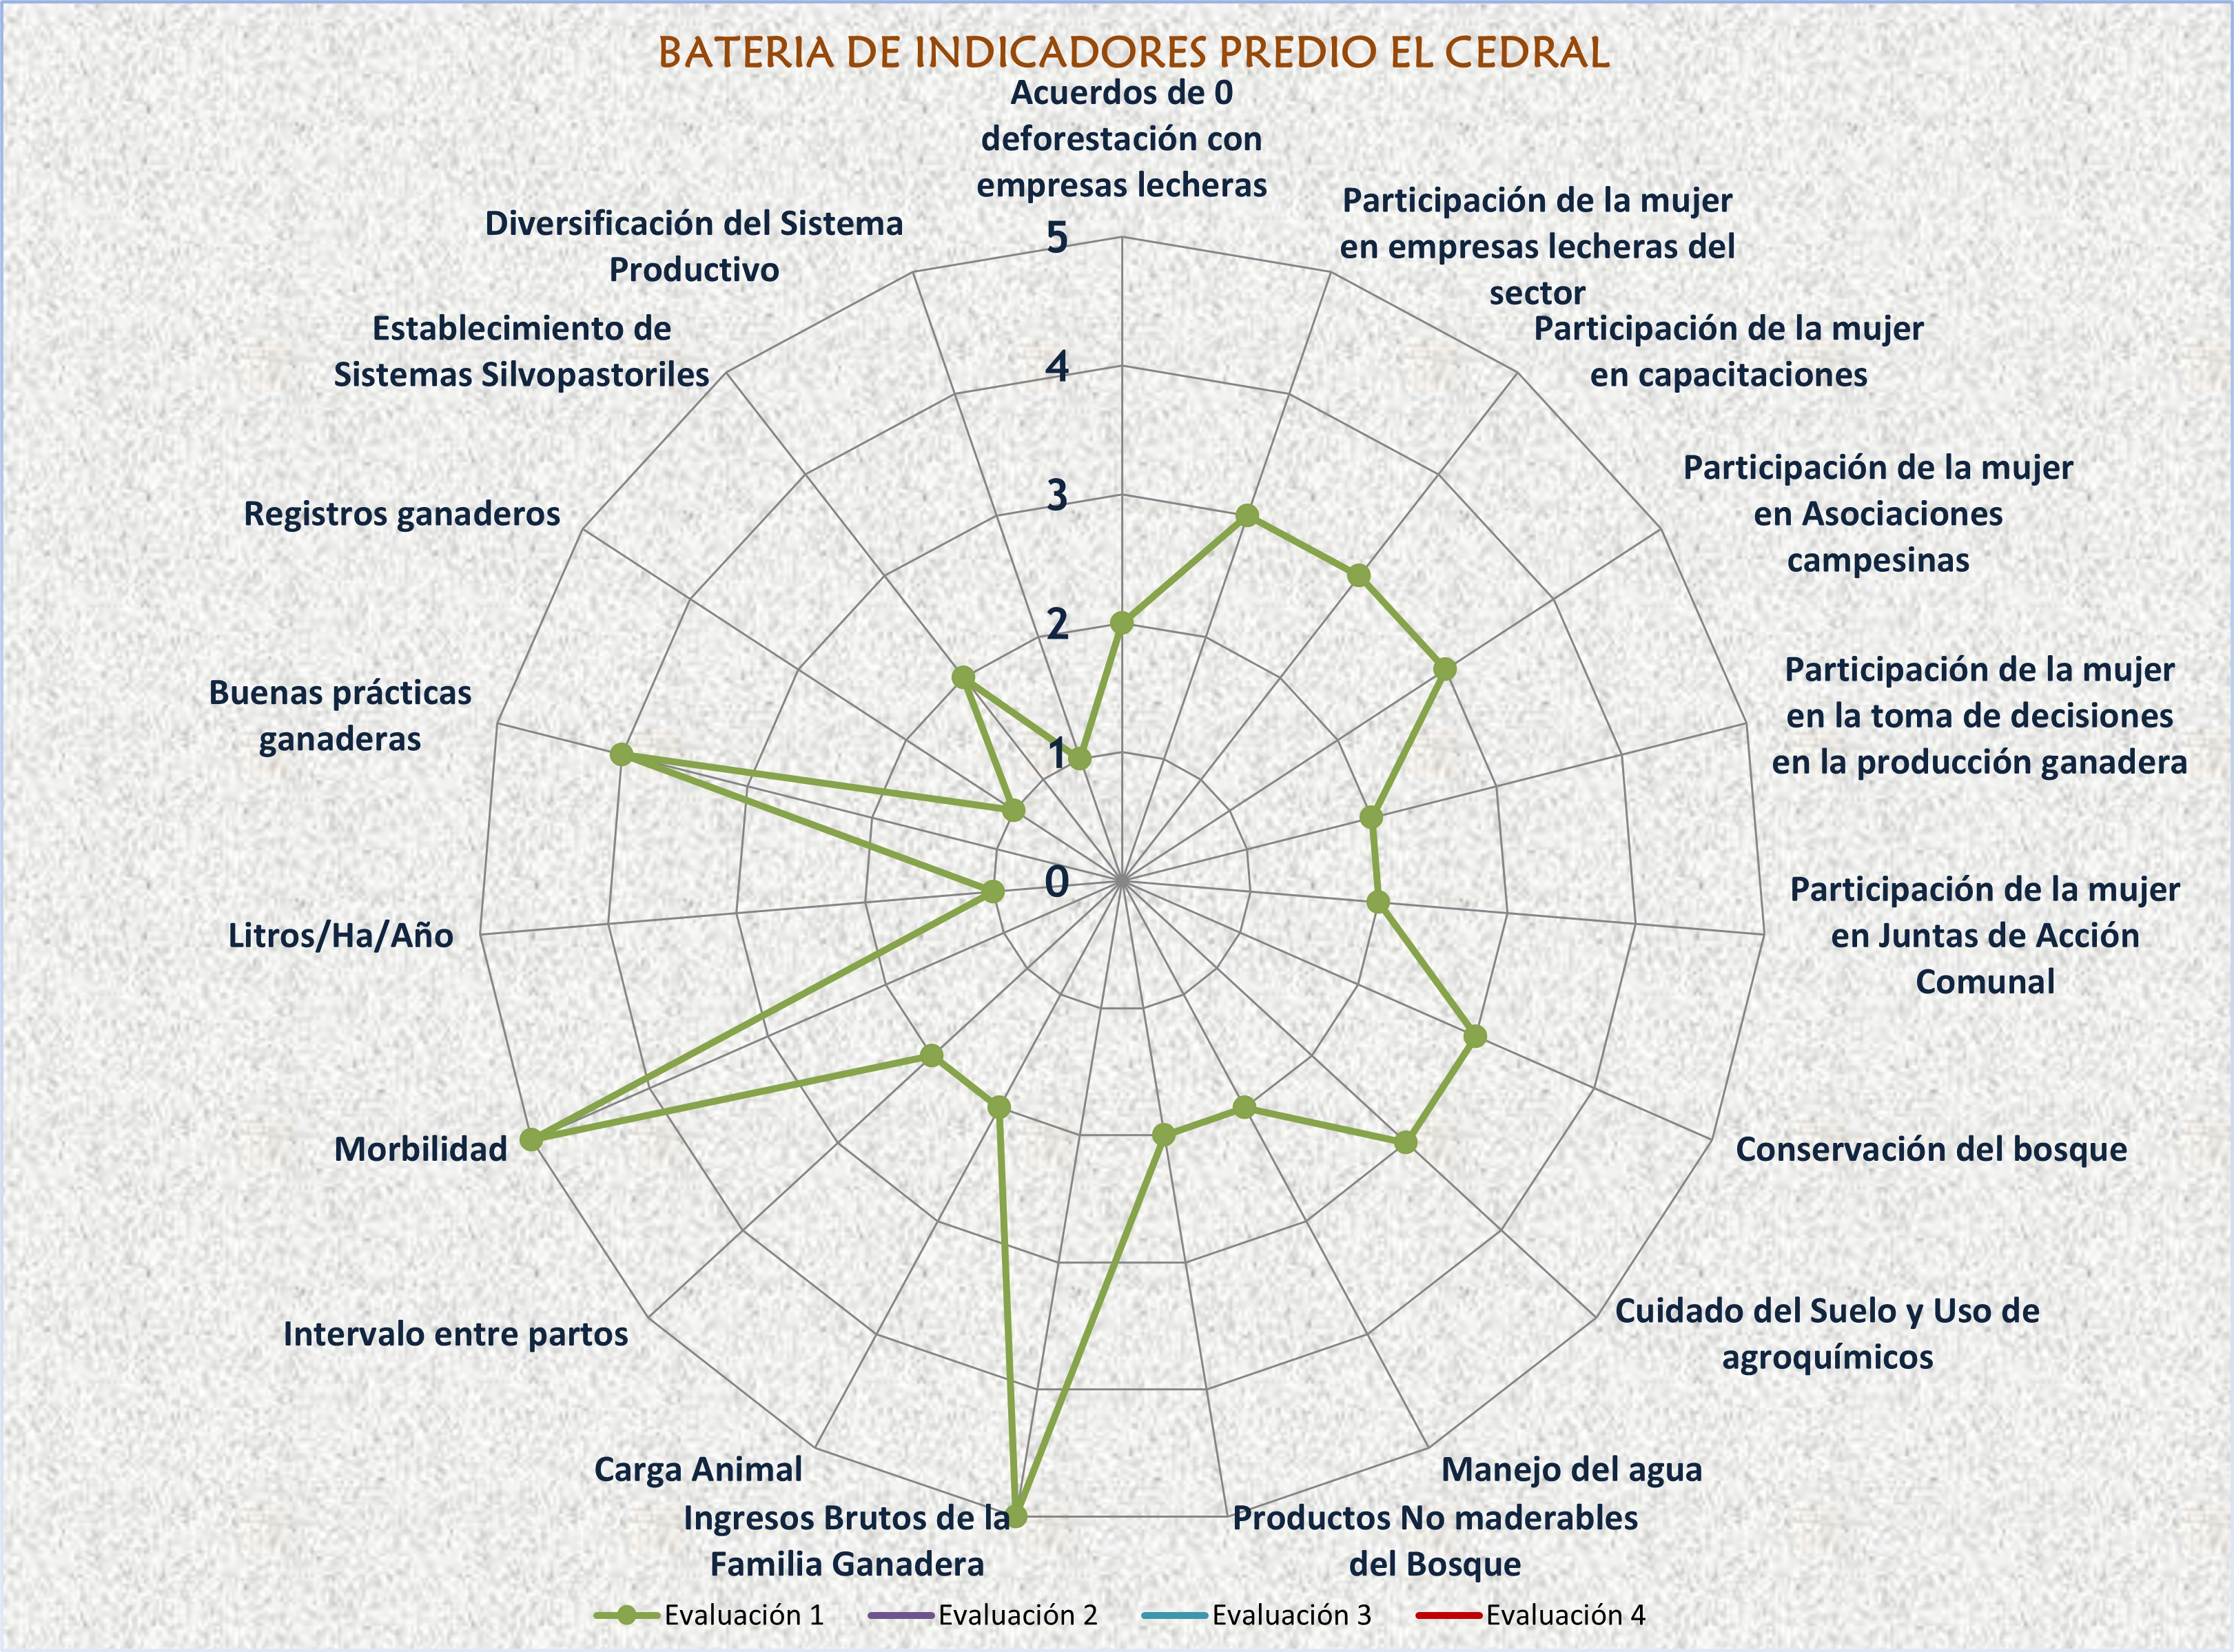 BATERIA DE INDICADORES PREDIO EL CEDRAL
Acuerdos de 0
deforestación con
empresas lecheras
Participación de la mujer
en empresas lecheras del
sector
Participación de la mujer
en capacitaciones
Participación de la mujer
en Asociaciones
campesinas
Participación de la mujer
en la toma de decisiones
en la producción ganadera
Participación de la mujer
en Juntas de Acción
Comunal
Conservación del bosque
Cuidado del Suelo y Uso de
agroquímicos
Manejo del agua
Productos No maderables
del Bosque
Ingresos Brutos de la
Familia Ganadera
Carga Animal
Intervalo entre partos
Morbilidad
Litros/Ha/Año
Buenas prácticas
ganaderas
Registros ganaderos
Establecimiento de
Sistemas Silvopastoriles
Diversificación del Sistema
Productivo
5
4
3
2
1
0
Evaluación 1
Evaluación 2
Evaluación 3
Evaluación 4